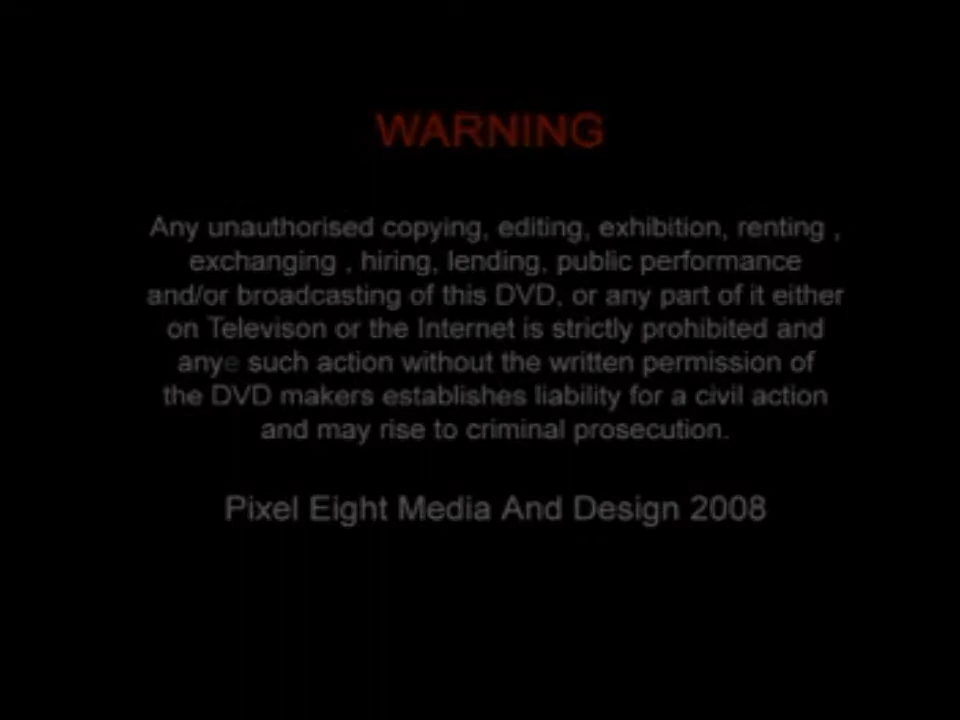 WARNING
Any unauthorised copying, editing, exhibition, renting ,
exchanging , hiring, lending, public performance
and/or broadcasting of this DVD, or any part of it either
on Televison or the Internet is strictly prohibited and
anye such action without the written permission of
the DVD makers establishes liability for a civil action
and may rise to criminal prosecution.
Pixel Eight Media And Design 2008